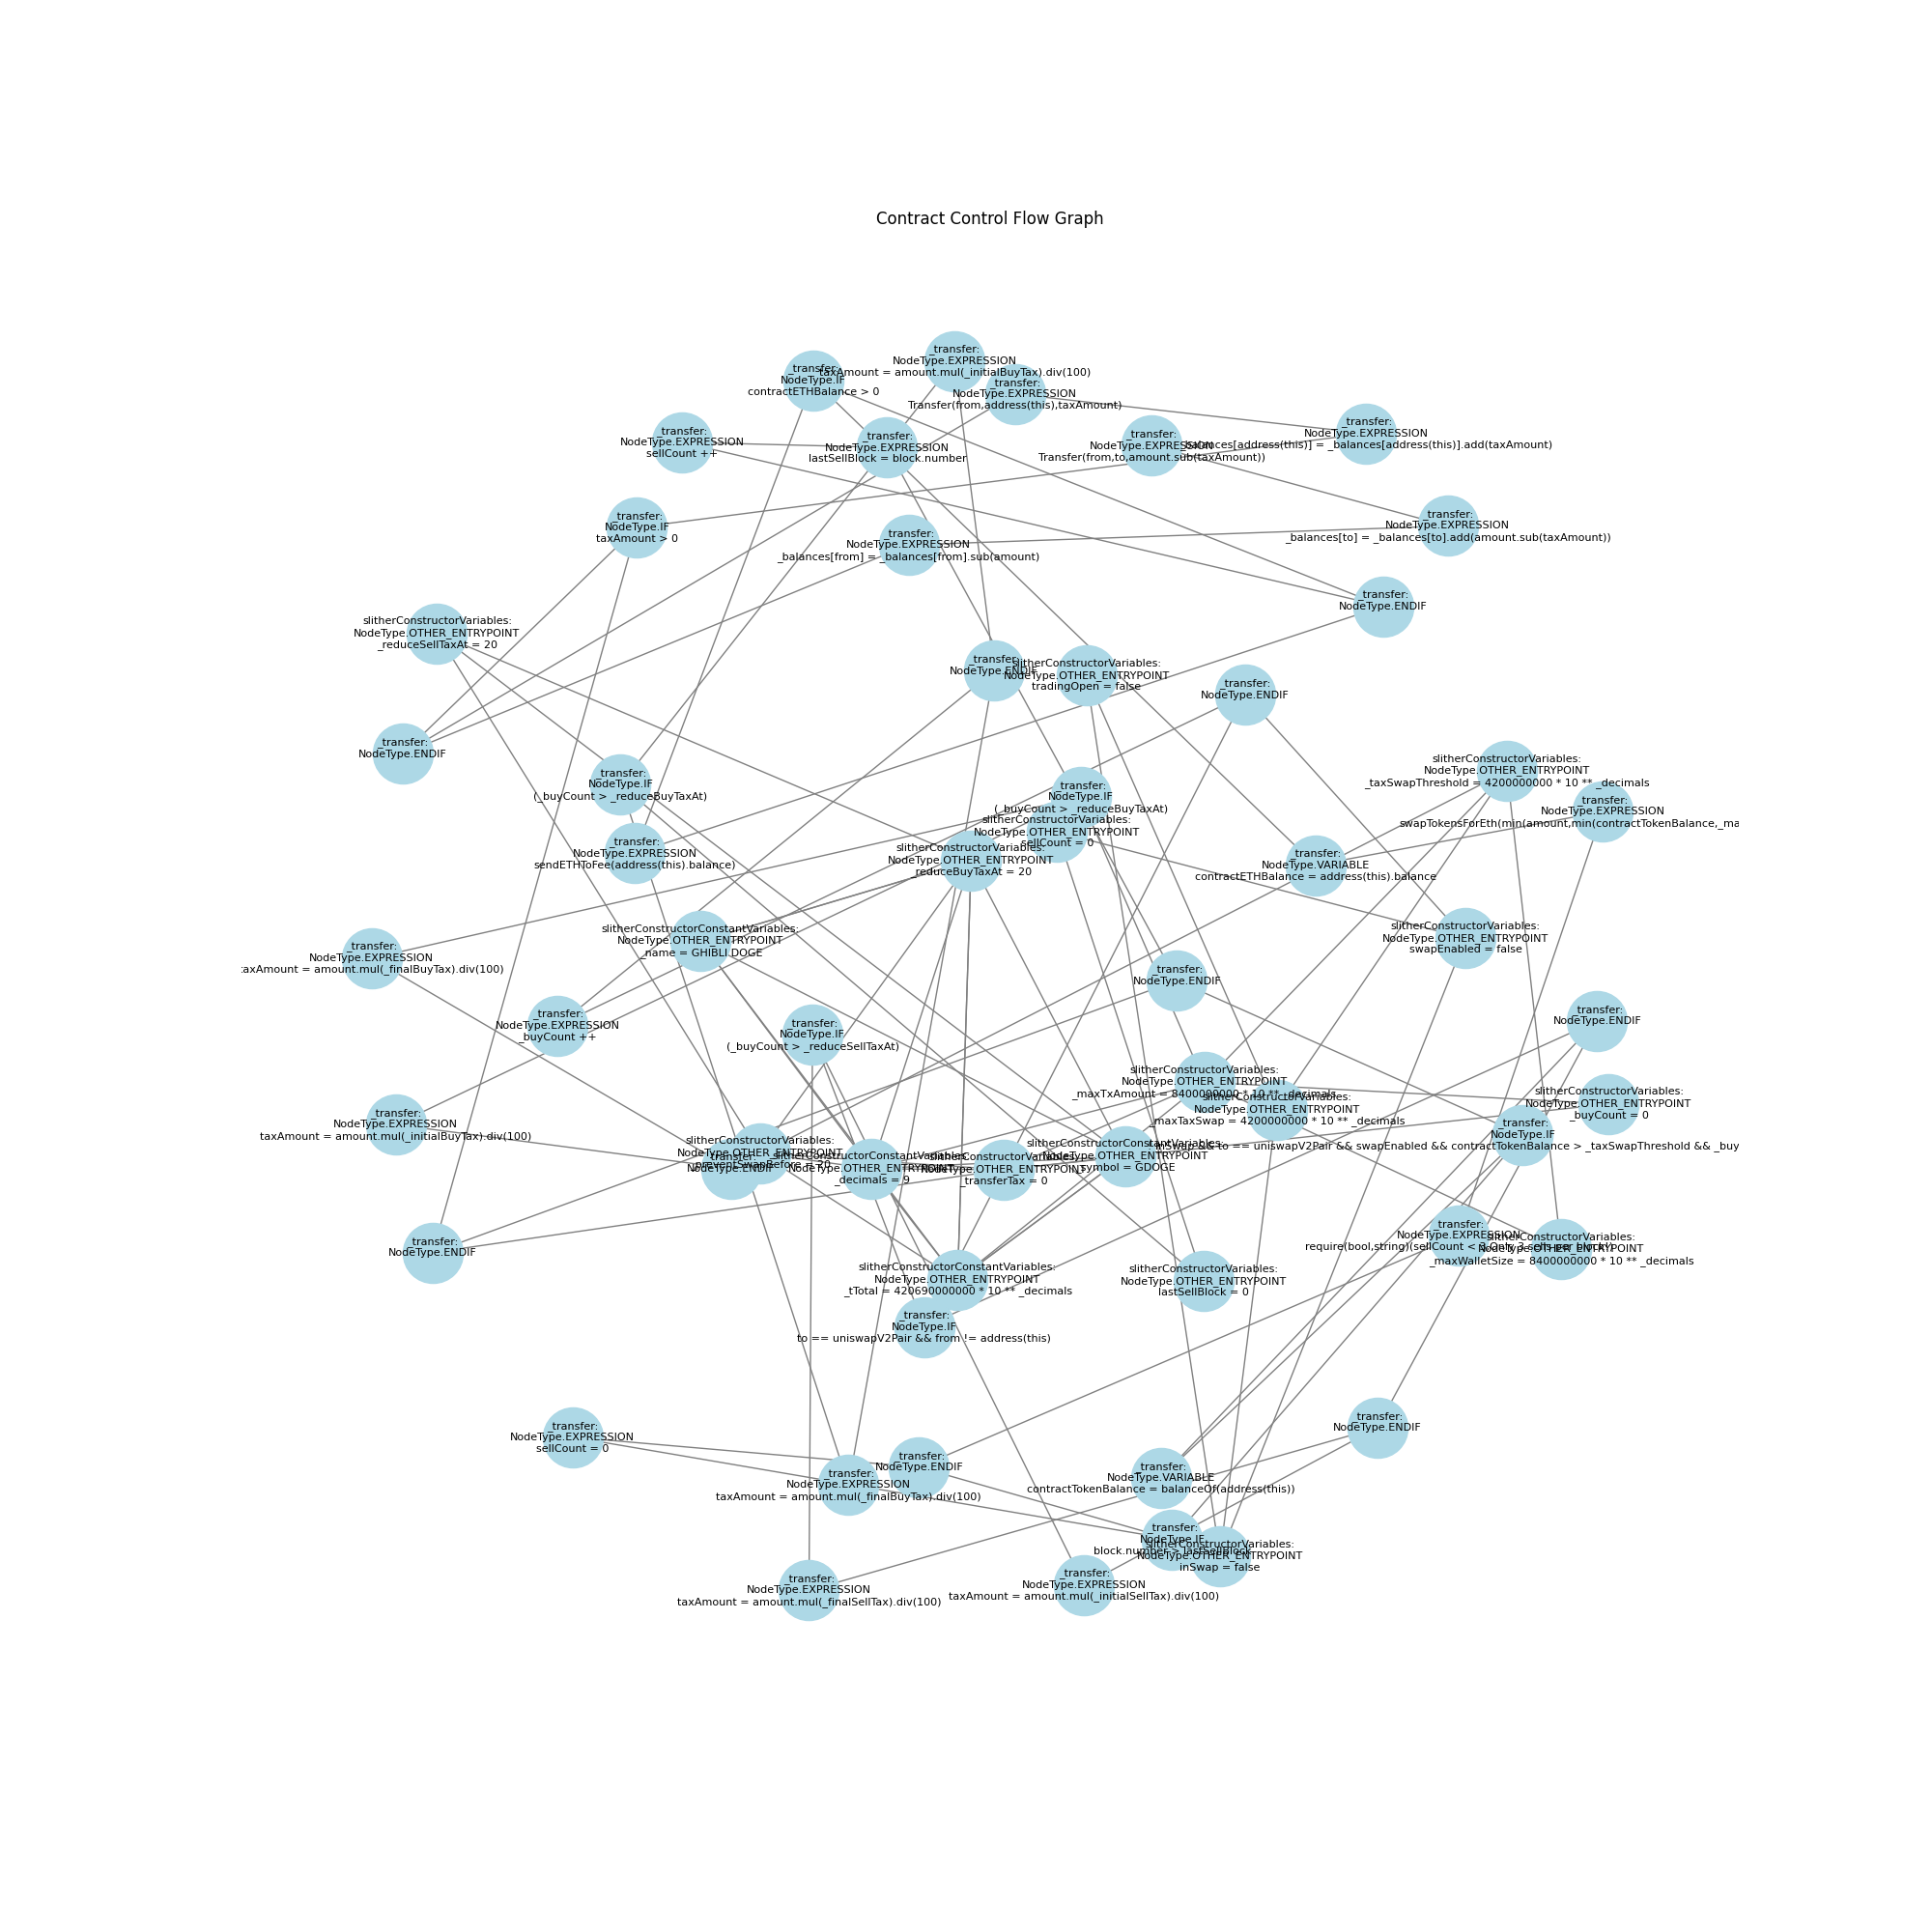 Contract Control Flow Graph
_transfer:
NodeType.EXPRESSION
taxAmount = amount.mul(_initialBuyTax).div(100)
_transfer:
NodeType.IF
contractETHBalance > 0
_transfer:
NodeType.EXPRESSION
Transfer(from,address(this),taxAmount)
_transfer:
NodeType.EXPRESSION
sellCount ++
_transfer:
NodeType.EXPRESSION
lastSellBlock = block.number
_transfer:
NodeType.EXPRESSION
Transfer(from,to,amount.sub(taxAmount))
_transfer:
NodeType.EXPRESSION
_balances[address(this)] = _balances[address(this)].add(taxAmount)
_transfer:
NodeType.IF
taxAmount > 0
_transfer:
NodeType.EXPRESSION
_balances[from] = _balances[from].sub(amount)
_transfer:
NodeType.EXPRESSION
_balances[to] = _balances[to].add(amount.sub(taxAmount))
_transfer:
NodeType.ENDIF
slitherConstructorVariables:
NodeType.OTHER_ENTRYPOINT
_reduceSellTaxAt = 20
_transfer:
NodeType.ENDIF
slitherConstructorVariables:
NodeType.OTHER_ENTRYPOINT
tradingOpen = false
_transfer:
NodeType.ENDIF
_transfer:
NodeType.ENDIF
_transfer:
NodeType.IF
(_buyCount > _reduceBuyTaxAt)
_transfer:
NodeType.IF
(_buyCount > _reduceBuyTaxAt)
slitherConstructorVariables:
NodeType.OTHER_ENTRYPOINT
_taxSwapThreshold = 4200000000 * 10 ** _decimals
_transfer:
NodeType.EXPRESSION
swapTokensForEth(min(amount,min(contractTokenBalance,_ma
slitherConstructorVariables:
NodeType.OTHER_ENTRYPOINT
sellCount = 0
_transfer:
NodeType.EXPRESSION
sendETHToFee(address(this).balance)
slitherConstructorVariables:
NodeType.OTHER_ENTRYPOINT
_reduceBuyTaxAt = 20
_transfer:
NodeType.VARIABLE
contractETHBalance = address(this).balance
slitherConstructorConstantVariables:
NodeType.OTHER_ENTRYPOINT
_name = GHIBLI DOGE
slitherConstructorVariables:
NodeType.OTHER_ENTRYPOINT
swapEnabled = false
_transfer:
NodeType.EXPRESSION
taxAmount = amount.mul(_finalBuyTax).div(100)
_transfer:
NodeType.ENDIF
_transfer:
NodeType.EXPRESSION
_buyCount ++
_transfer:
NodeType.IF
(_buyCount > _reduceSellTaxAt)
_transfer:
NodeType.ENDIF
slitherConstructorVariables:
NodeType.OTHER_ENTRYPOINT
_maxTxAmount = 8400000000 * 10 ** _decimals
slitherConstructorVariables:
NodeType.OTHER_ENTRYPOINT
_maxTaxSwap = 4200000000 * 10 ** _decimals
slitherConstructorVariables:
NodeType.OTHER_ENTRYPOINT
_buyCount = 0
_transfer:
NodeType.EXPRESSION
taxAmount = amount.mul(_initialBuyTax).div(100)
_transfer:
NodeType.IF
inSwap && to == uniswapV2Pair && swapEnabled && contractTokenBalance > _taxSwapThreshold && _buy
slitherConstructorVariables:
NodeType.OTHER_ENTRYPOINT
_preventSwapBefore = 20
_transfer:
NodeType.ENDIF
slitherConstructorConstantVariables:
NodeType.OTHER_ENTRYPOINT
_decimals = 9
slitherConstructorVariables:
NodeType.OTHER_ENTRYPOINT
_transferTax = 0
slitherConstructorConstantVariables:
NodeType.OTHER_ENTRYPOINT
_symbol = GDOGE
_transfer:
NodeType.ENDIF
_transfer:
NodeType.EXPRESSION
require(bool,string)(sellCount < 3,Only 3 sells per block!)
slitherConstructorVariables:
NodeType.OTHER_ENTRYPOINT
_maxWalletSize = 8400000000 * 10 ** _decimals
slitherConstructorConstantVariables:
NodeType.OTHER_ENTRYPOINT
_tTotal = 420690000000 * 10 ** _decimals
slitherConstructorVariables:
NodeType.OTHER_ENTRYPOINT
lastSellBlock = 0
_transfer:
NodeType.IF
to == uniswapV2Pair && from != address(this)
_transfer:
NodeType.EXPRESSION
sellCount = 0
_transfer:
NodeType.ENDIF
_transfer:
NodeType.ENDIF
_transfer:
NodeType.EXPRESSION
taxAmount = amount.mul(_finalBuyTax).div(100)
_transfer:
NodeType.VARIABLE
contractTokenBalance = balanceOf(address(this))
_transfer:
NodeType.IF
block.number > lastSellBlock
slitherConstructorVariables:
NodeType.OTHER_ENTRYPOINT
inSwap = false
_transfer:
NodeType.EXPRESSION
taxAmount = amount.mul(_finalSellTax).div(100)
_transfer:
NodeType.EXPRESSION
taxAmount = amount.mul(_initialSellTax).div(100)